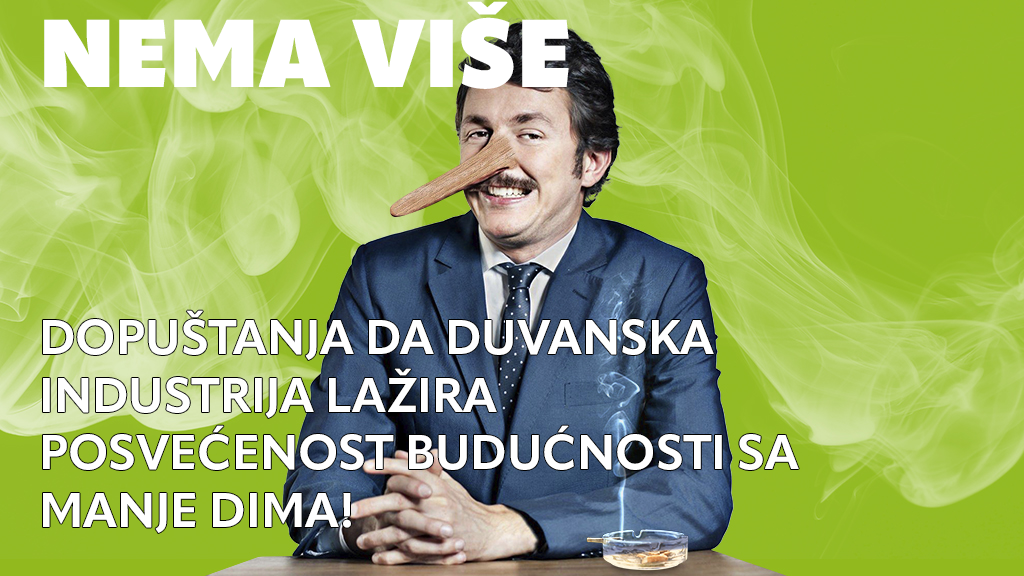 NEMA VIŠE
DOPUŠTANJA DA DUVANSKA
INDUSTRIJA LAŽIRA
POSVEĆENOST BUDUĆNOSTI SA
MANJE DIMA!